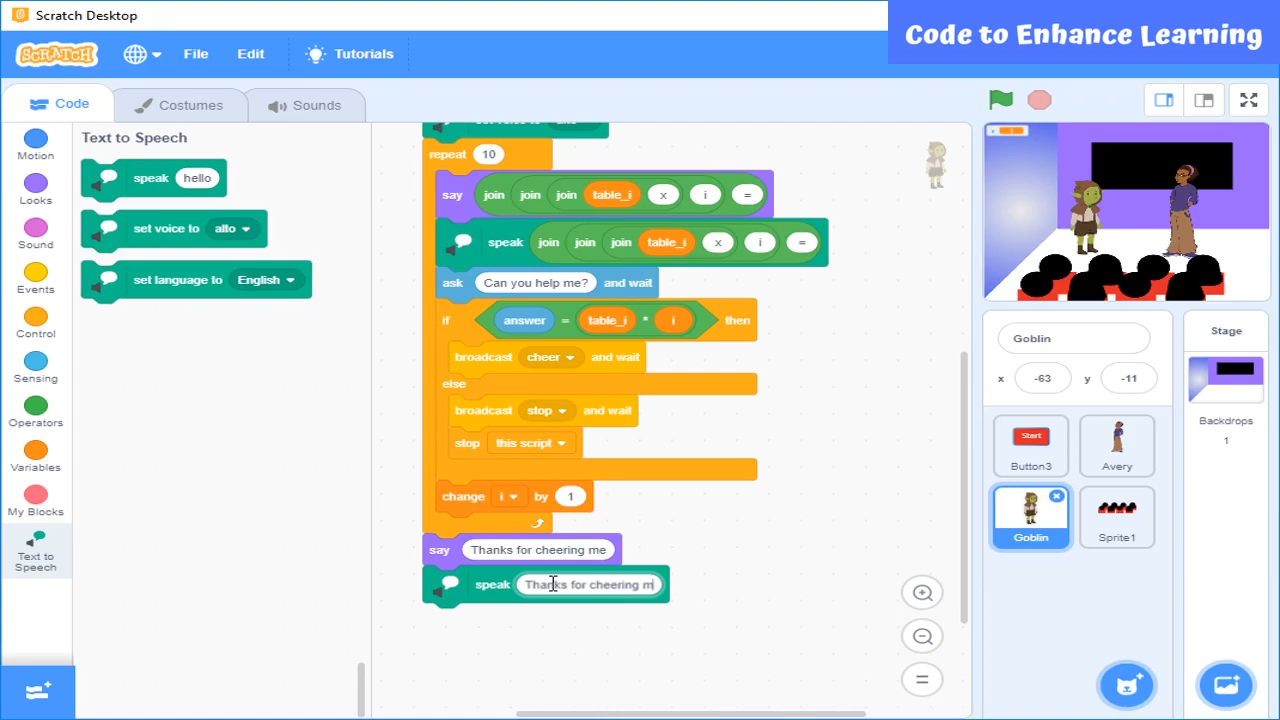 Scratch Desktop
Code to Enhance Learning
SCRATCH
File
Edit
Tutorials
Code
Costumes
Sounds
Motion
Looks
Sound
Events
Control
Sensing
Operators
Variables
My Blocks
Text to Speech
Text to Speech
speak hello
set voice to allo
set language to English
repeat 10
say join join join table_i x i =
speak join join join table_i x i =
ask Can you help me? and wait
if answer = table_i * i then
broadcast cheer and wait
else
broadcast stop and wait
stop this script
change i by 1
say Thanks for cheering me
speak Thanks for cheering m
Goblin
x -63 y -11
Button3
Start
Avery
Goblin
Sprite1
Stage
Backdrops
1